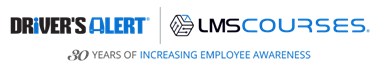 DRiVER'S ALERT® LMSCOURSES®
30 YEARS OF INCREASING EMPLOYEE AWARENESS